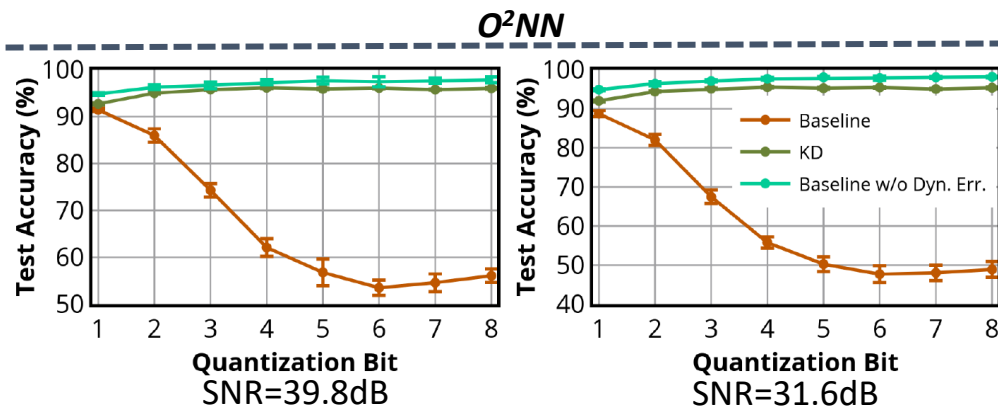 O²NN
100
90
80
70
60
50
Test Accuracy (%)
1 2 3 4 5 6 7 8
Quantization Bit
SNR=39.8dB
100
90
80
70
60
50
40
Test Accuracy (%)
Baseline
KD
Baseline w/o Dyn. Err.
1 2 3 4 5 6 7 8
Quantization Bit
SNR=31.6dB